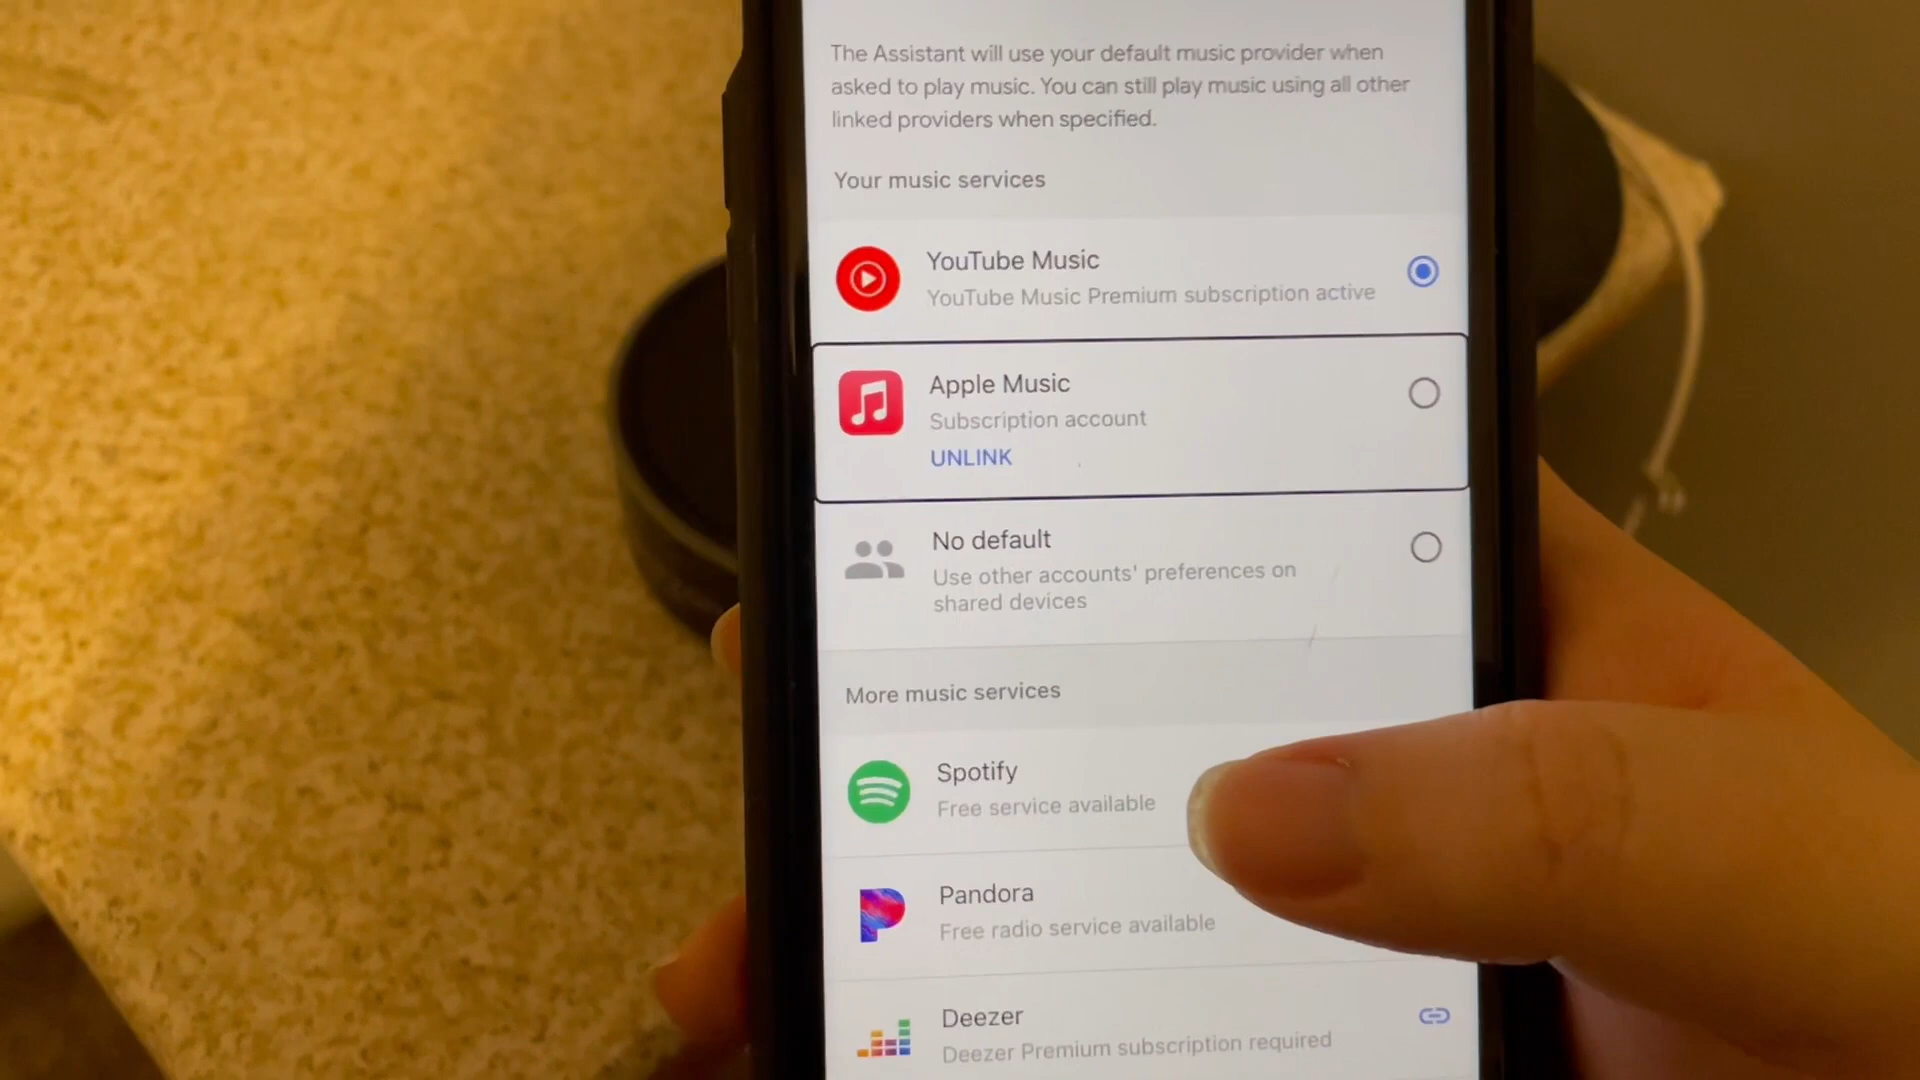 The Assistant will use your default music provider when
asked to play music. You can still play music using all other
linked providers when specified.
Your music services
YouTube Music
YouTube Music Premium subscription active
Apple Music
Subscription account
UNLINK
No default
Use other accounts' preferences on
shared devices
More music services
Spotify
Free service available
Pandora
Free radio service available
Deezer
Deezer Premium subscription required